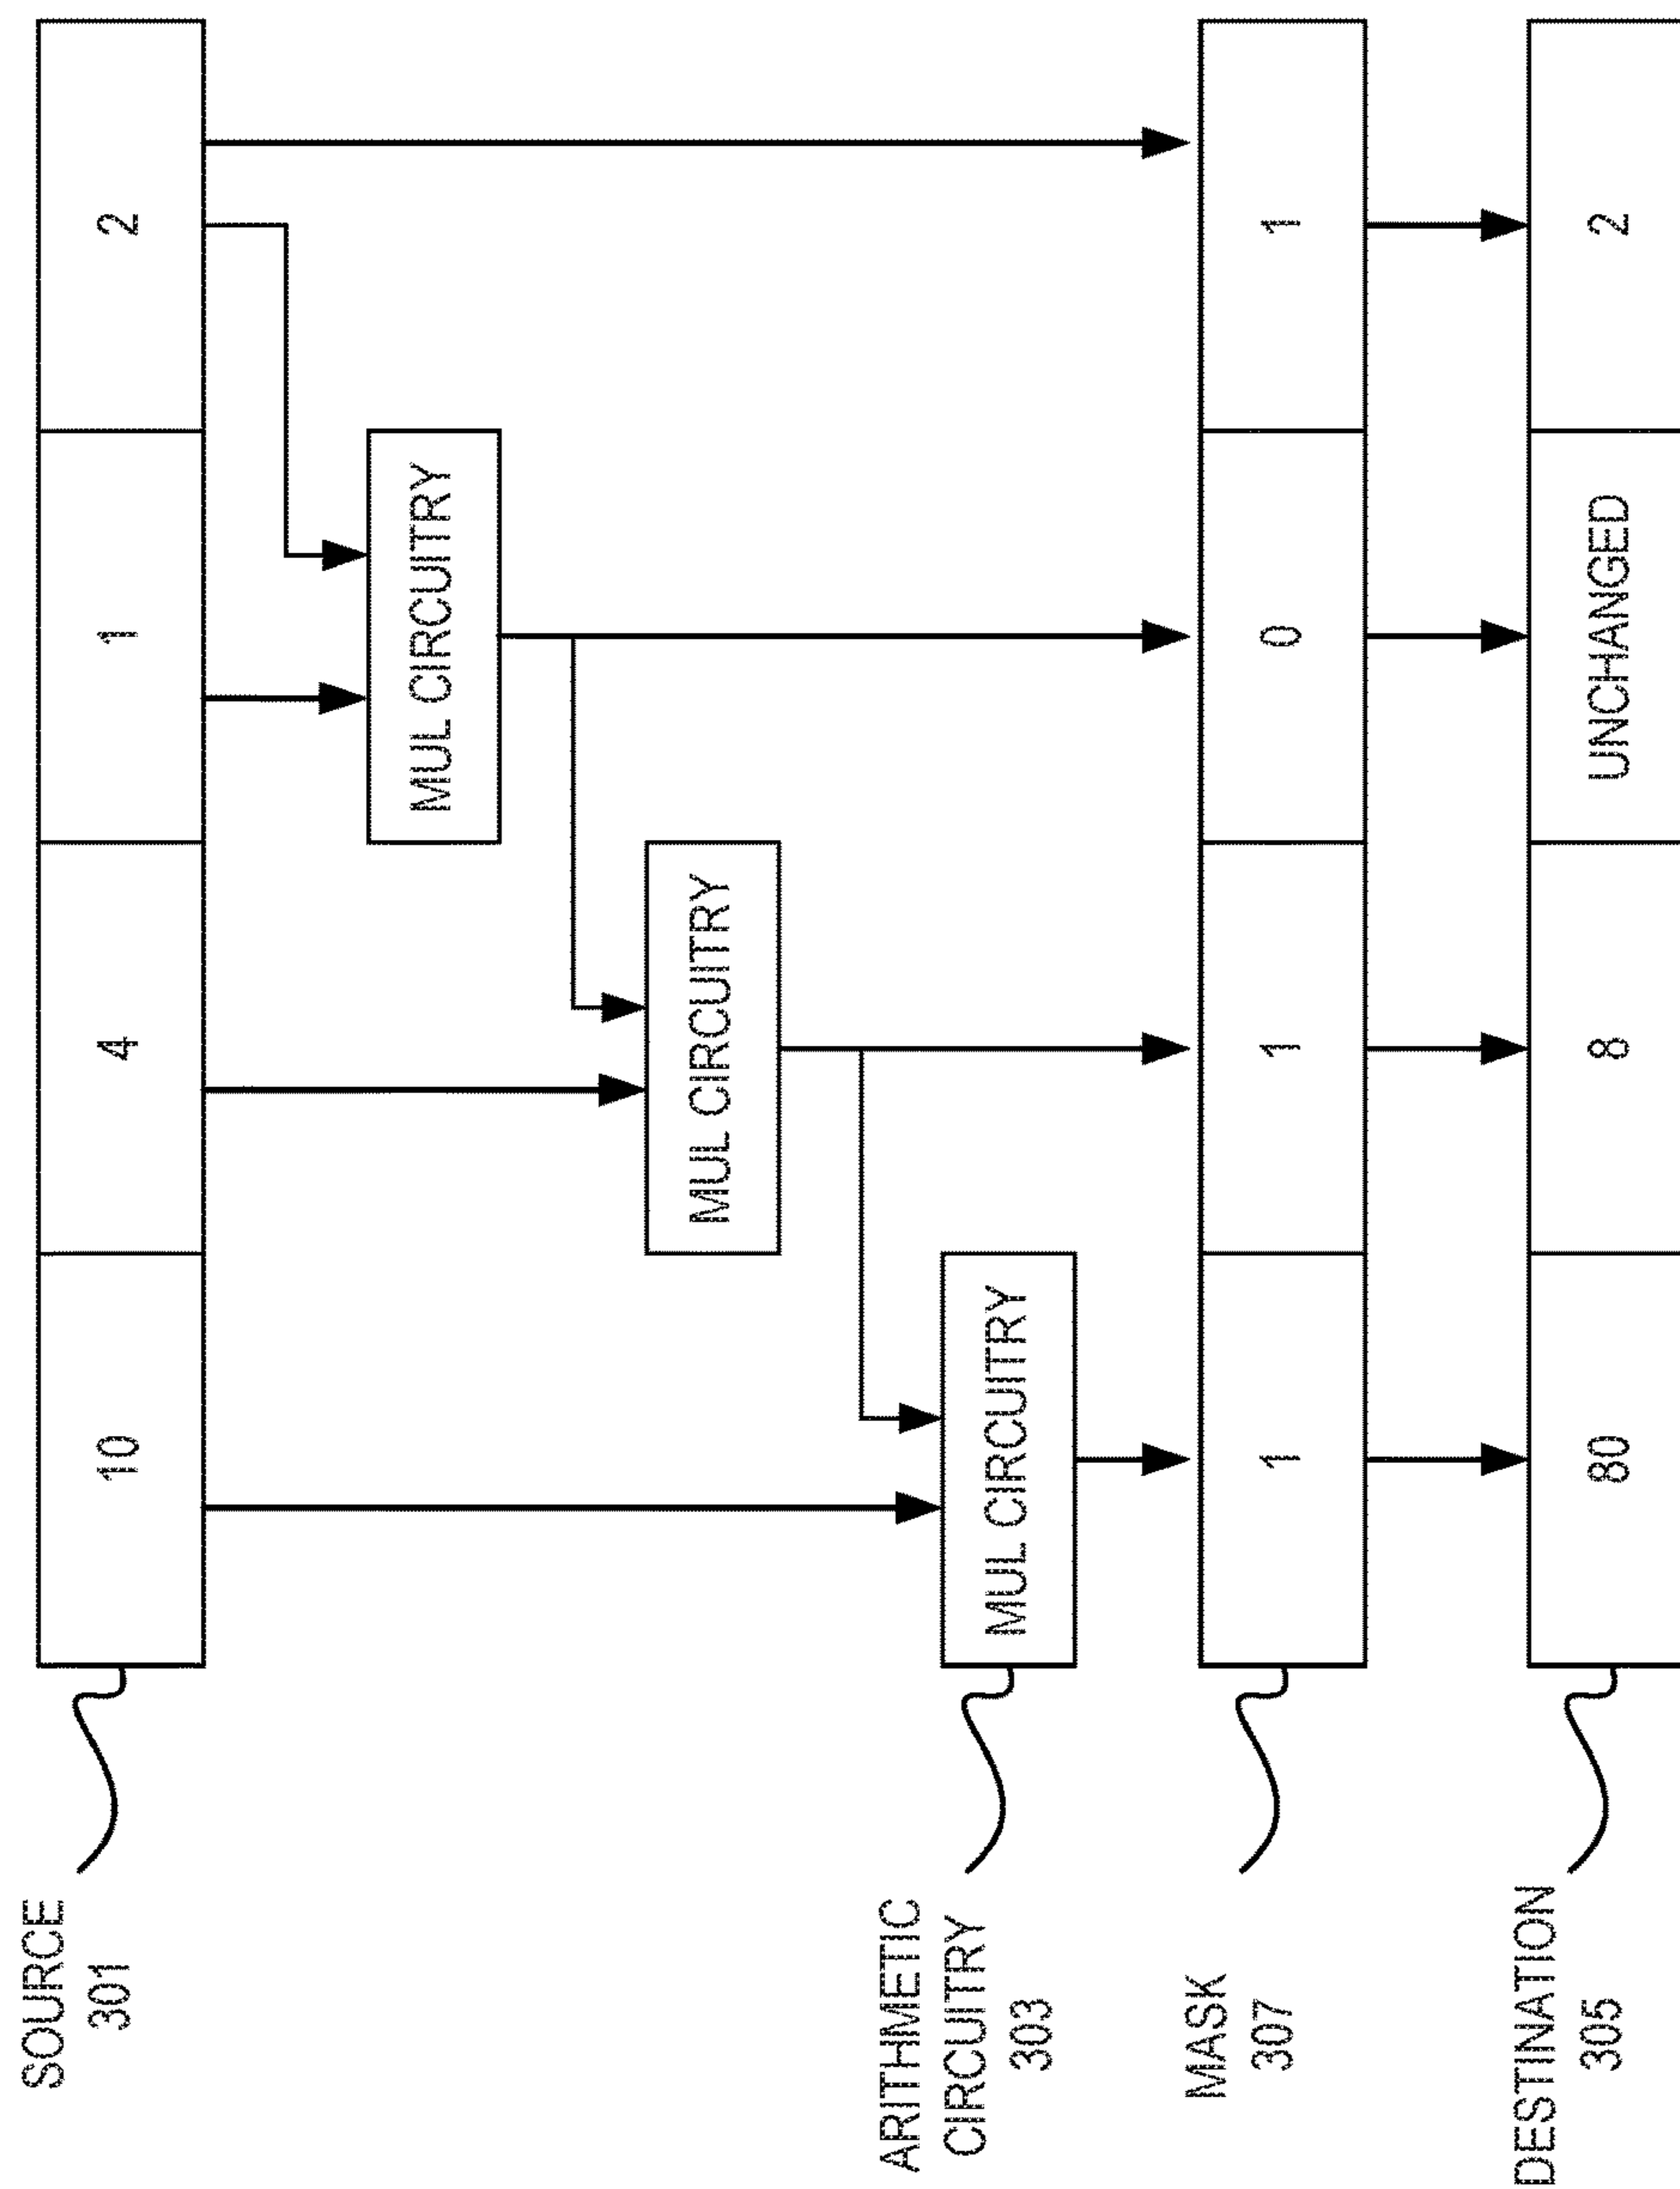 SOURCE
301
10
4
1
2
MUL CIRCUITRY
MUL CIRCUITRY
ARITHMETIC
CIRCUITRY
303
MUL CIRCUITRY
MASK
307
1
1
0
1
DESTINATION
305
80
8
UNCHANGED
2